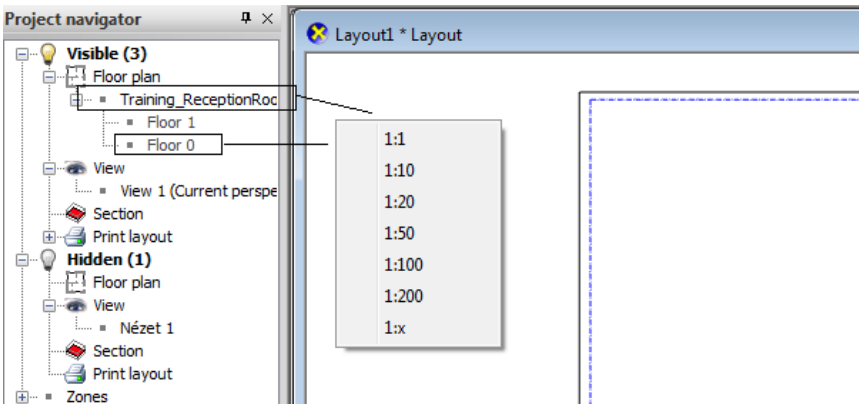 Project navigator
Visible (3)
Floor plan
Training_ReceptionRoo
Floor 1
Floor 0
View
View 1 (Current perspe
Section
Print layout
Hidden (1)
Floor plan
View
Nézet 1
Section
Print layout
Zones
Layout1 * Layout
1:1
1:10
1:20
1:50
1:100
1:200
1:x